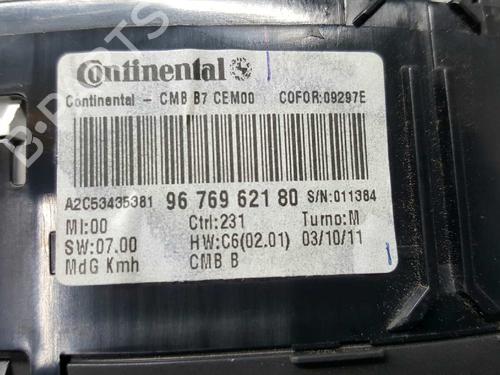 Continental
Continental - CMB B7 CEM00 COFOR:09297E
A2C53435381 96 769 621 80 S/N:011384
MI:00 Ctrl:231 Turno:M
SW:07.00 HW:C6(02.01) 03/10/11
MdG Kmh CMB B
B-PARTS